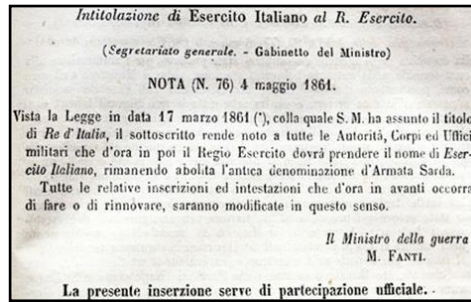 Intitolazione di Esercito Italiano al R. Esercito.
(Segretariato generale. - Gabinetto del Ministro)
NOTA (N. 76) 4 maggio 1861.
Vista la Legge in data 17 marzo 1861 (*), colla quale S. M. ha assunto il titolo
di Re d'Italia, il sottoscritto rende noto a tutte le Autorità, Corpi ed Uffici
militari che d'ora in poi il Regio Esercito dovrà prendere il nome di Eser-
cito Italiano, rimanendo abolita l'antica denominazione d'Armata Sarda.
Tutte le relative inscrizioni ed intestazioni che d'ora in avanti occorra
di fare o di rinnovare, saranno modificate in questo senso.
Il Ministro della guerra
M. FANTI.
La presente inserzione serve di partecipazione ufficiale.